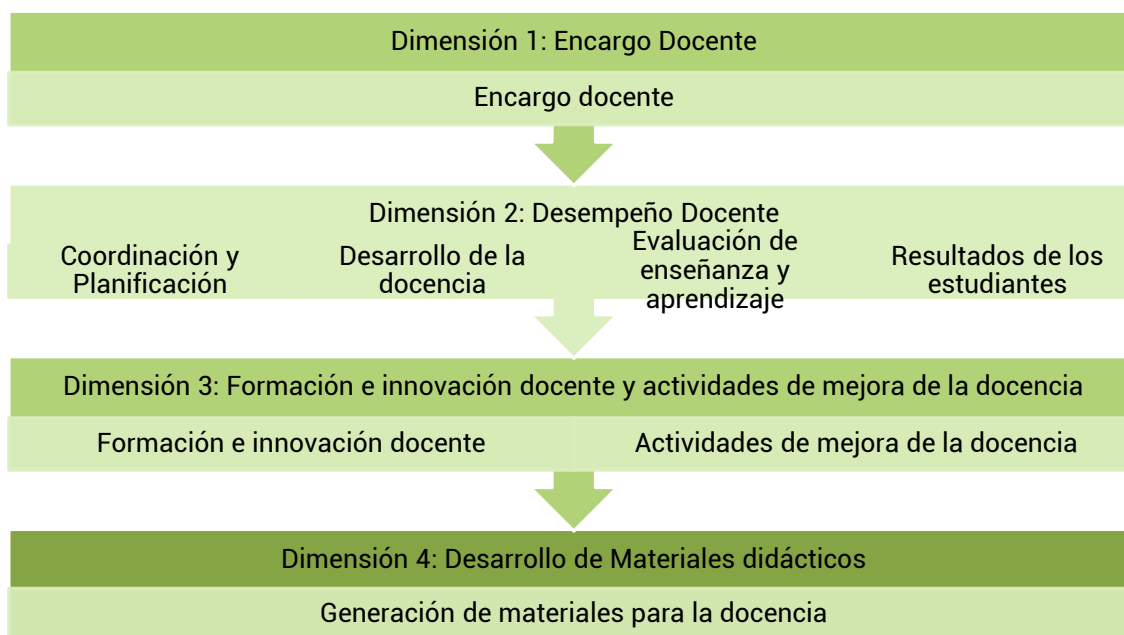 Dimensión 1: Encargo Docente
Encargo docente
Dimensión 2: Desempeño Docente
Coordinación y
Planificación
Desarrollo de la
docencia
Evaluación de
enseñanza y
aprendizaje
Resultados de los
estudiantes
Dimensión 3: Formación e innovación docente y actividades de mejora de la docencia
Formación e innovación docente
Actividades de mejora de la docencia
Dimensión 4: Desarrollo de Materiales didácticos
Generación de materiales para la docencia